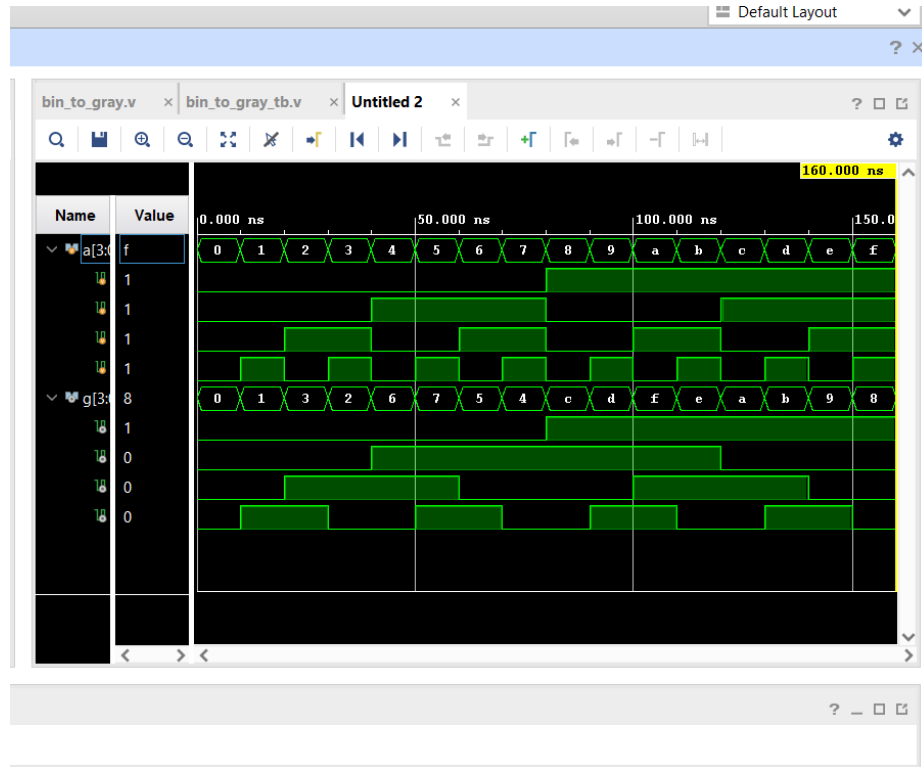 Default Layout
?
bin_to_gray.v × bin_to_gray_tb.v × Untitled 2 × ?
160.000 ns
Name Value 0.000 ns 50.000 ns 100.000 ns 150.0
a[3:0 f 0 1 2 3 4 5 6 7 8 9 a b c d e f
1
1
1
1
g[3: 8 0 1 3 2 6 7 5 4 c d f e a b 9 8
1
0
0
0
?